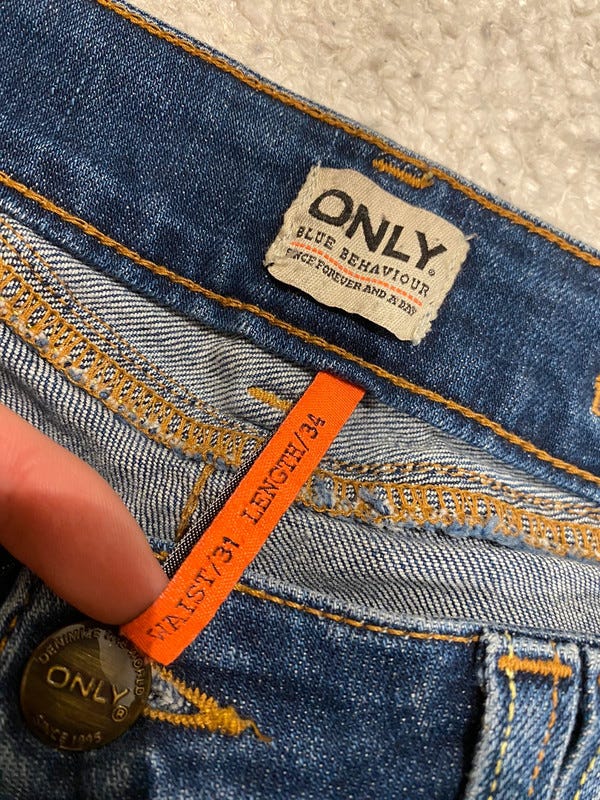 ONLY®
BLUE BEHAVIOUR
SINCE FOREVER AND A DAY
WAIST/31 LENGTH/34
ONLY®
SINCE 1995